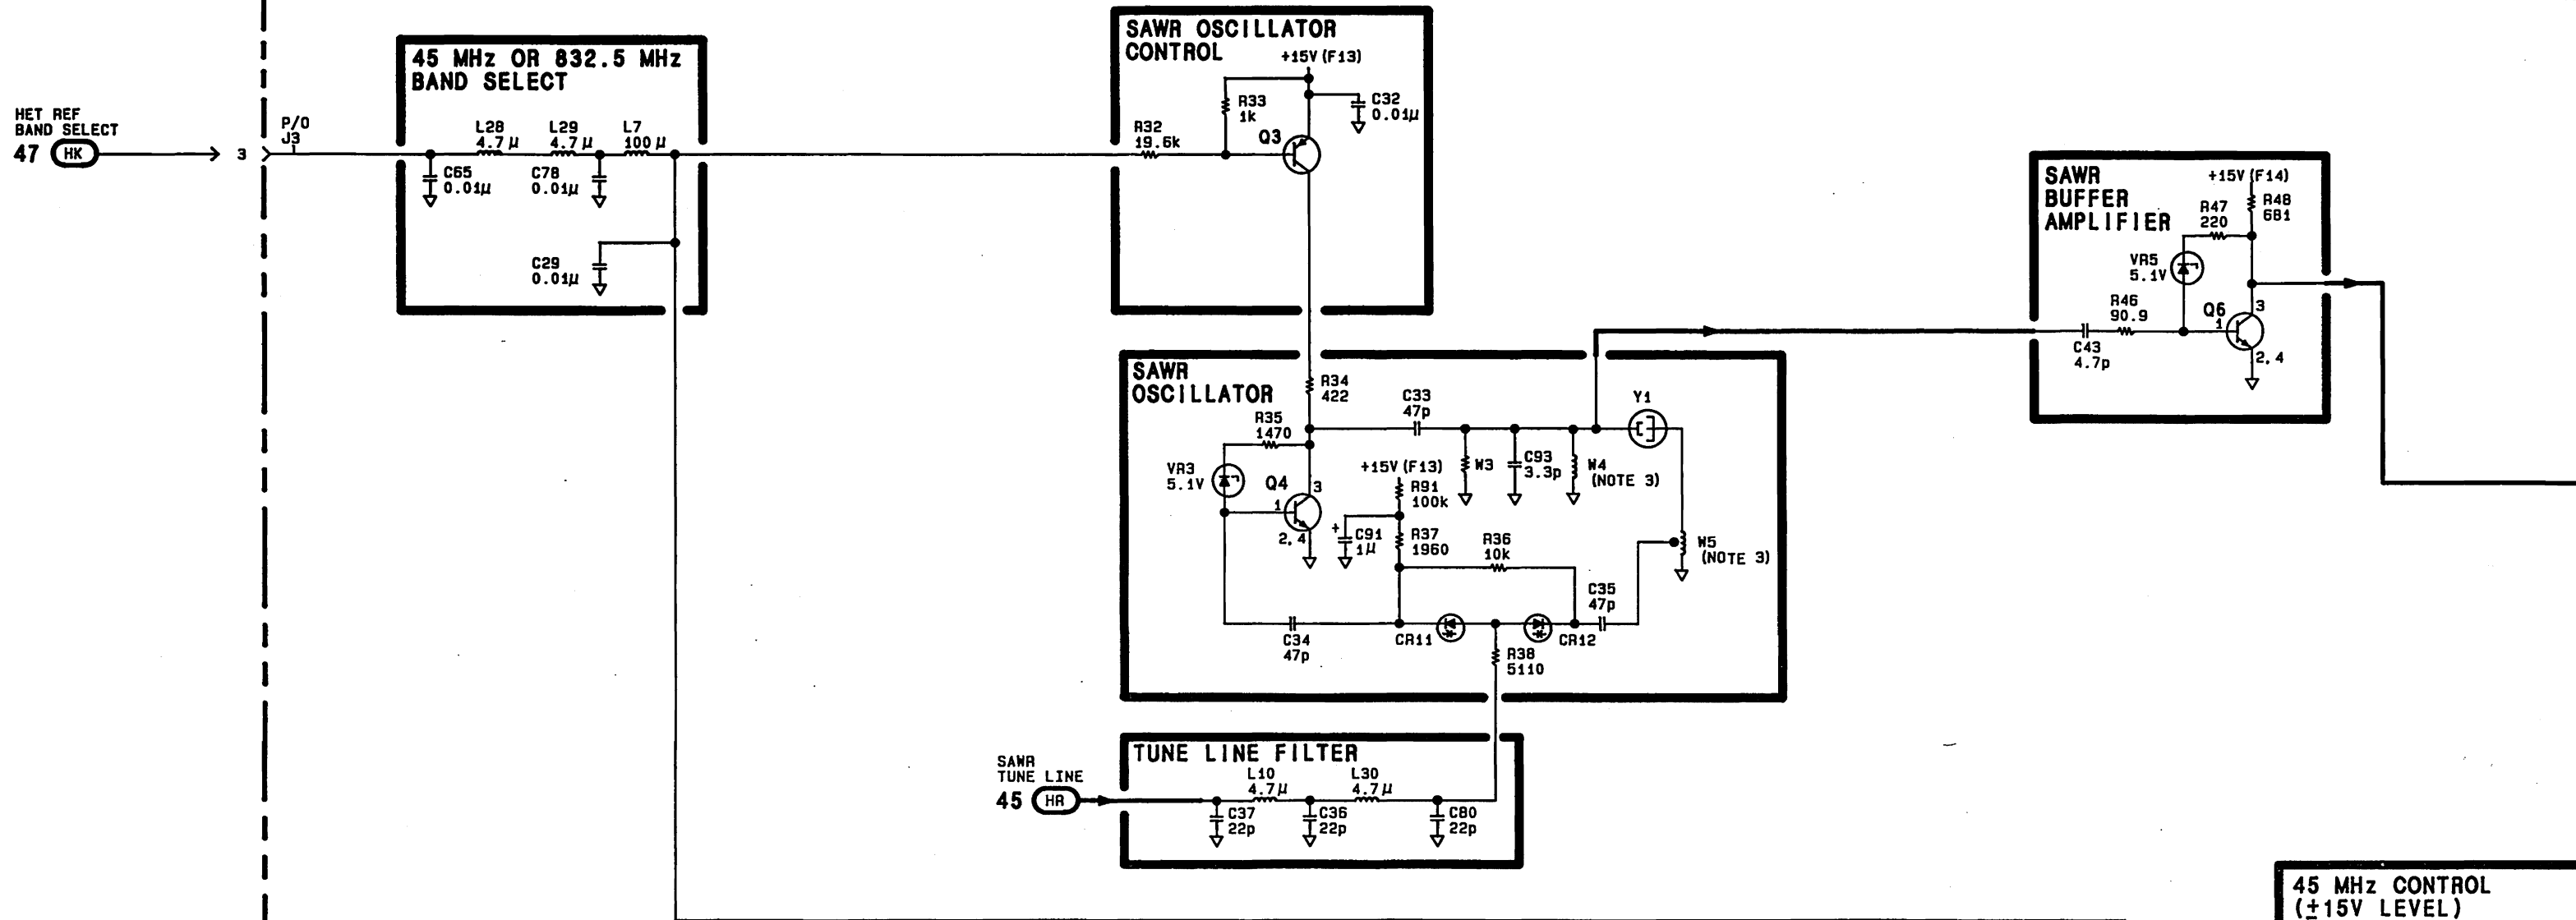 HET REF
BAND SELECT
47 HK
3
P/O
J3
45 MHz OR 832.5 MHz
BAND SELECT
L28
4.7 μ
L29
4.7 μ
L7
100 μ
C65
0.01μ
C78
0.01μ
C29
0.01μ
SAWR OSCILLATOR
CONTROL
+15V (F13)
R33
1k
C32
0.01μ
R32
19.6k
Q3
SAWR
BUFFER
AMPLIFIER
+15V (F14)
R47
220
R48
681
VR5
5.1V
R46
90.9
Q6
3
1
2, 4
C43
4.7p
SAWR
OSCILLATOR
R34
422
C33
47p
Y1
R35
1470
VR3
5.1V
Q4
3
1
2, 4
+15V (F13)
R91
100k
W3
C93
3.3p
W4
(NOTE 3)
+
C91
1μ
R37
1960
R36
10k
W5
(NOTE 3)
C35
47p
C34
47p
CR11
CR12
R38
5110
TUNE LINE FILTER
SAWR
TUNE LINE
45 HR
L10
4.7μ
L30
4.7μ
C37
22p
C36
22p
C80
22p
45 MHz CONTROL
(±15V LEVEL)